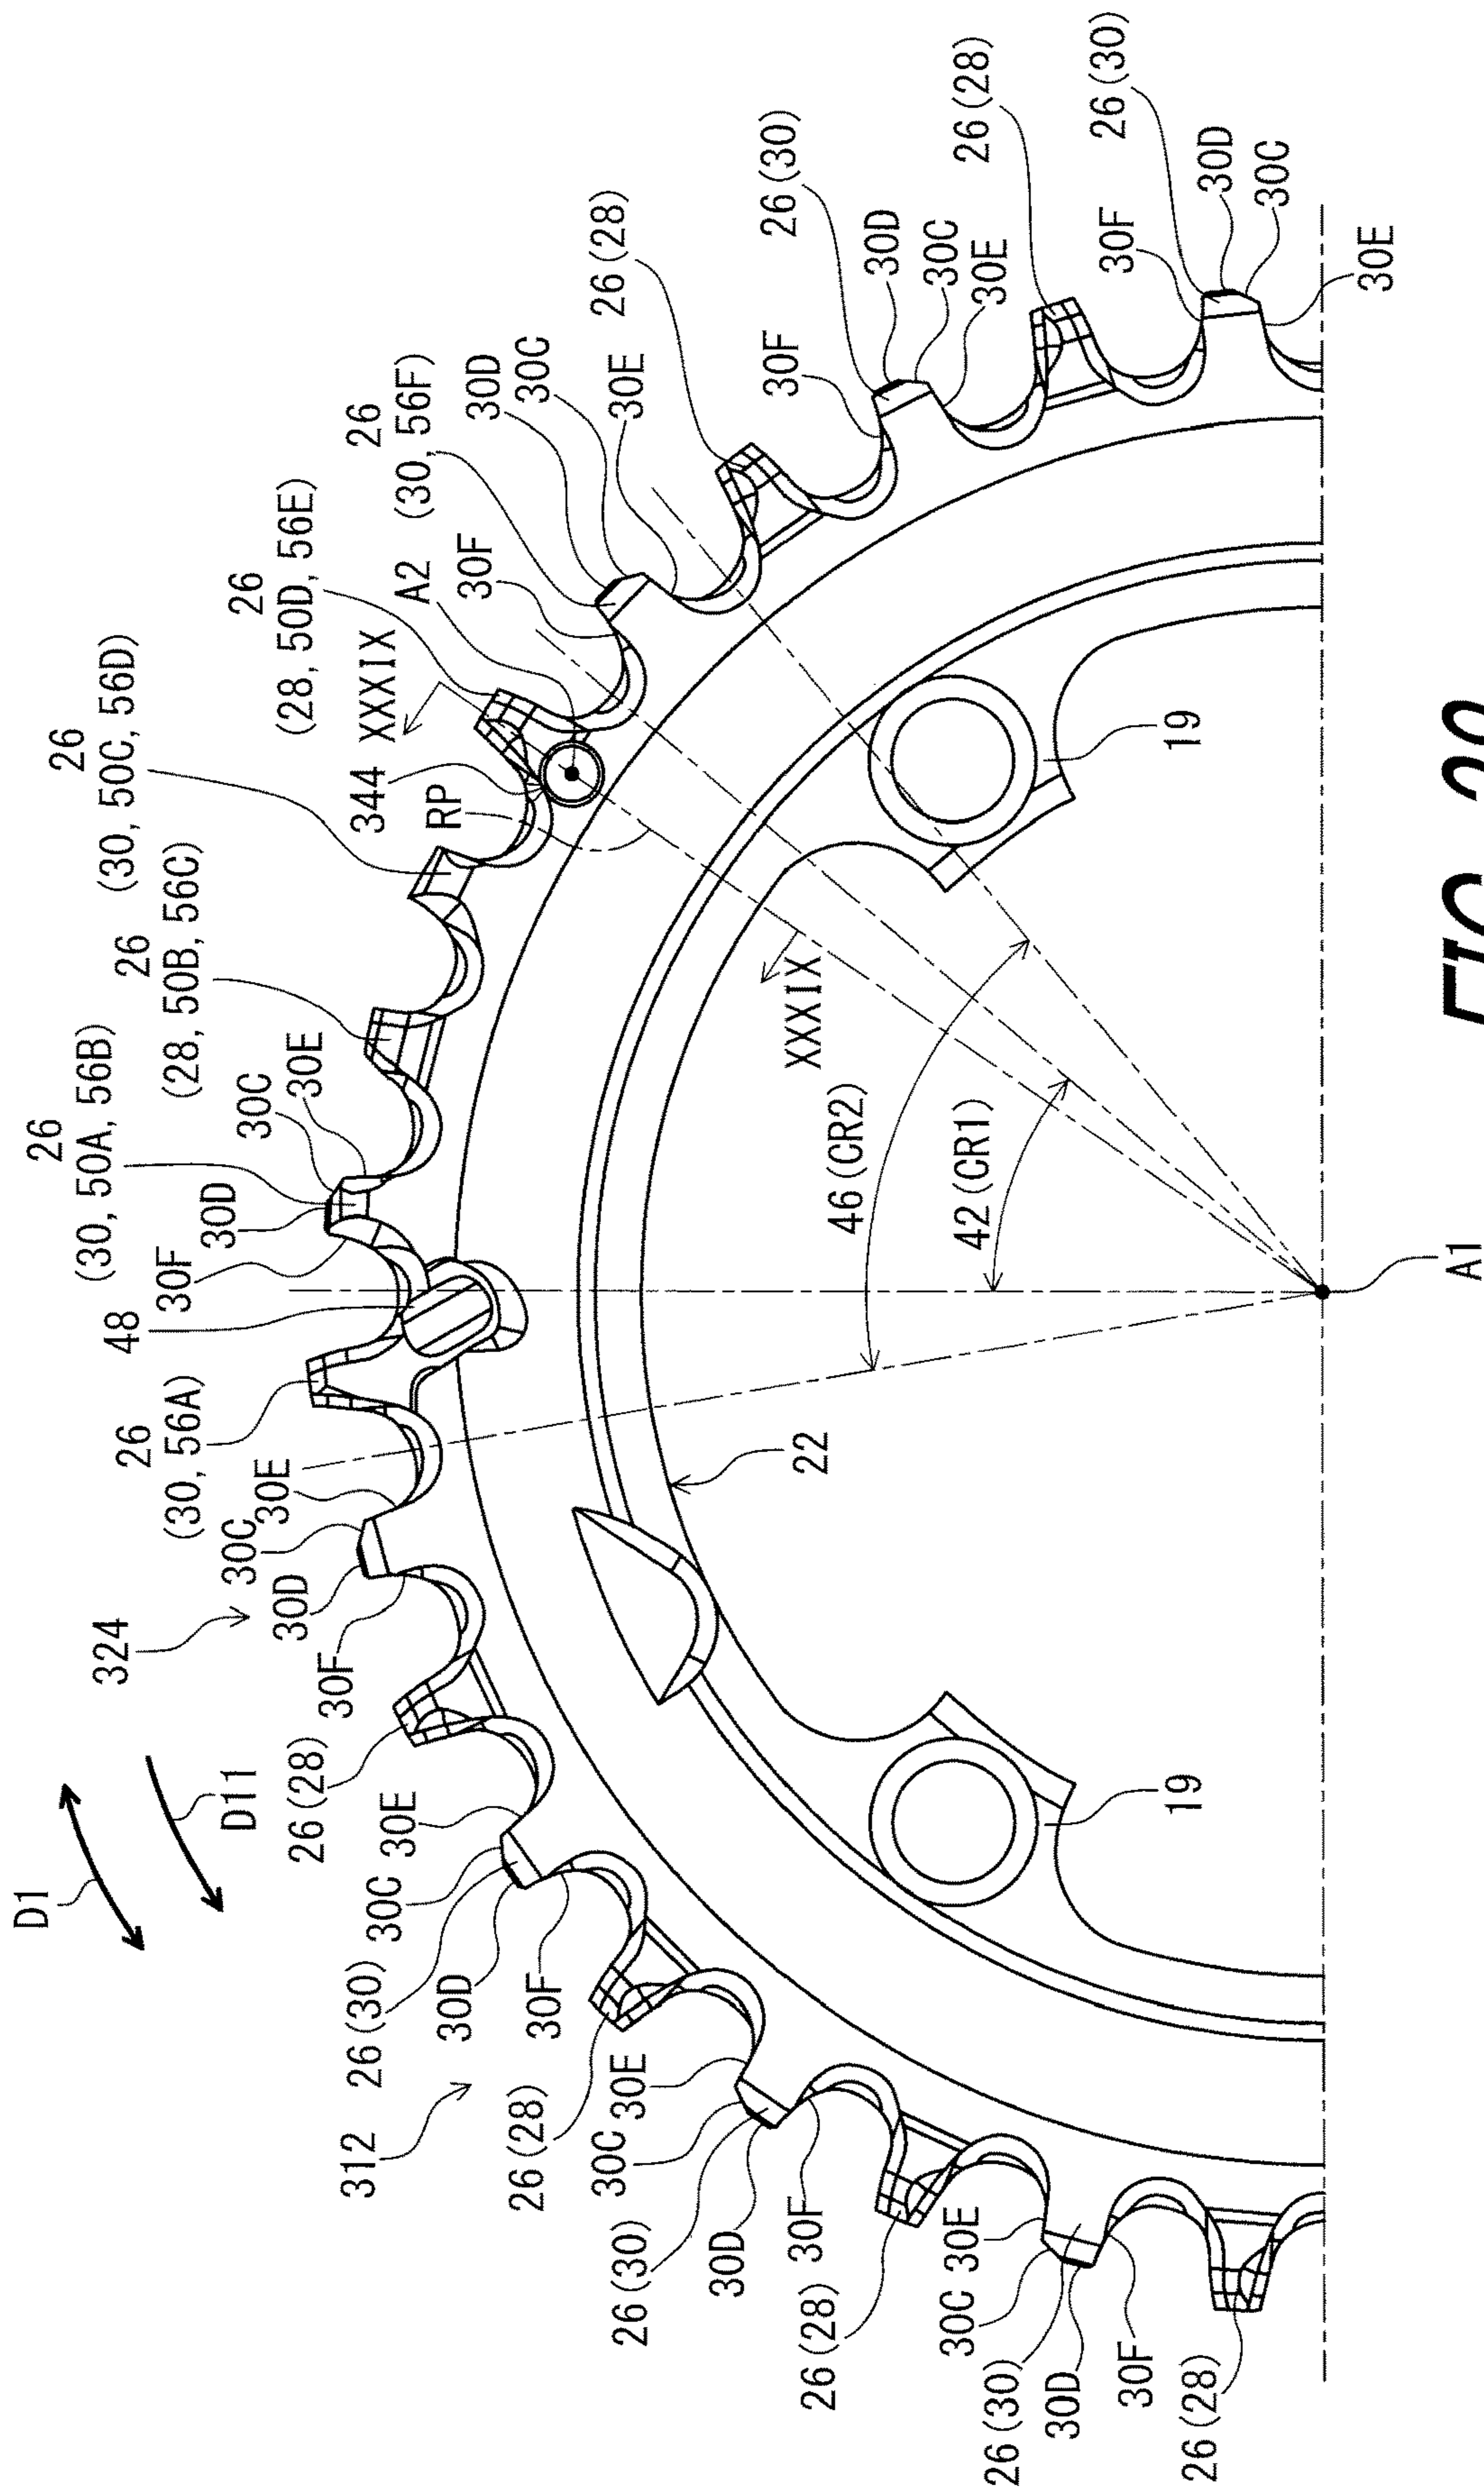 D1
D11
324
312
26
(30, 56A)
48
26
(30, 50A, 56B)
26
(28, 50B, 56C)
26
(30, 50C, 56D)
26
(28, 50D, 56E)
26
(30, 56F)
30F
30D
30C
30E
344
XXXIX
RP
A2
30F
30D
30C
30E
26(28)
26(30)
30F
30D
30C
30E
26(28)
26(30)
30F
30D
30C
30E
30E
30C
30D
30F
26(28)
30E
30C
26(30)
30D
30F
26(28)
30E
30C
26(30)
30D
30F
26(28)
30E
30C
26(30)
30D
30F
26(28)
22
46(CR2)
42(CR1)
XXXIX
19
19
A1
FIG.